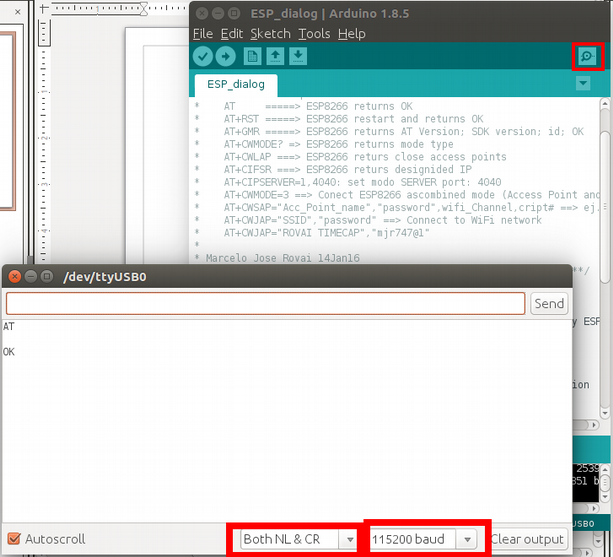 ESP_dialog | Arduino 1.8.5
File Edit Sketch Tools Help
ESP_dialog
* AT =====> ESP8266 returns OK
* AT+RST =====> ESP8266 restart and returns OK
* AT+GMR =====> ESP8266 returns AT Version; SDK version; id; OK
* AT+CWMODE? => ESP8266 returns mode type
* AT+CWLAP ===> ESP8266 returs close access points
* AT+CIFSR ===> ESP8266 returs designided IP
* AT+CIPSERVER=1,4040: set modo SERVER port: 4040
* AT+CWMODE=3 ==> Conect ESP8266 ascombined mode (Access Point and
* AT+CWSAP="Acc_Point_name","password",wifi_Channel,cript# ==> ej.
* AT+CWJAP="SSID","password" ==> Connect to WiFi network
* AT+CWJAP="ROVAI TIMECAP","mjr747@1"
*
* Marcelo Jose Rovai 14Jan16
**/
/dev/ttyUSB0
Send
y ESP
AT
OK
ion
2539
351 b
USB0
Autoscroll
Both NL & CR
115200 baud
Clear output